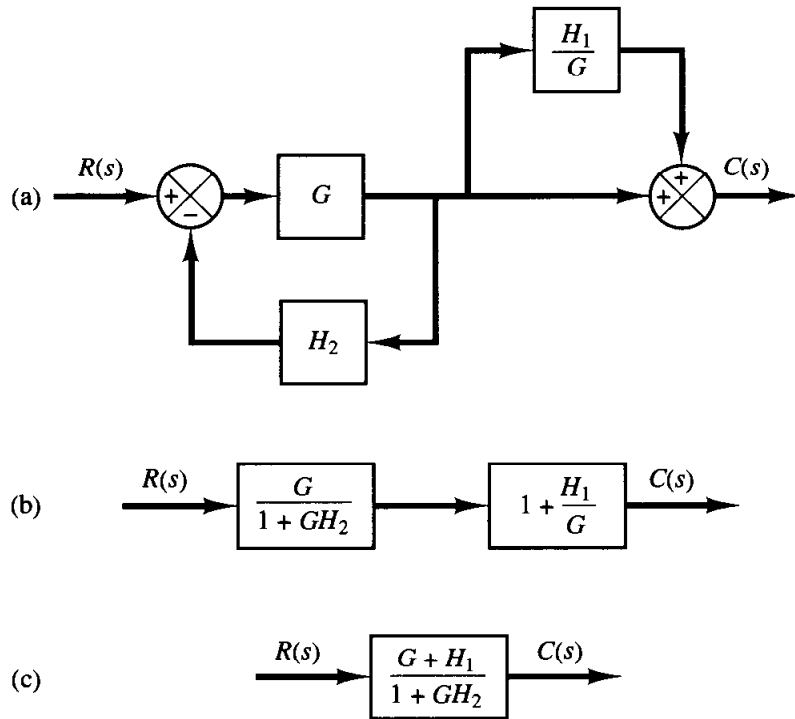 H₁
G
R(s)
C(s)
(a)
+
−
G
+
+
H₂
(b)
R(s)
G
1 + GH₂
1 + H₁
G
C(s)
(c)
R(s)
G + H₁
1 + GH₂
C(s)